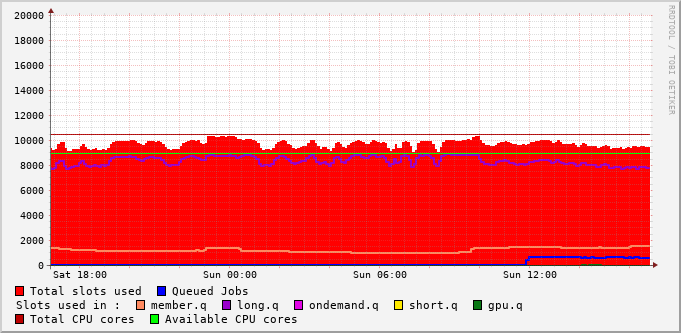 20000
18000
16000
14000
12000
10000
8000
6000
4000
2000
0
Sat 18:00 Sun 00:00 Sun 06:00 Sun 12:00
RRDTOOL / TOBI OETIKER
Total slots used Queued Jobs
Slots used in : member.q long.q ondemand.q short.q gpu.q
Total CPU cores Available CPU cores